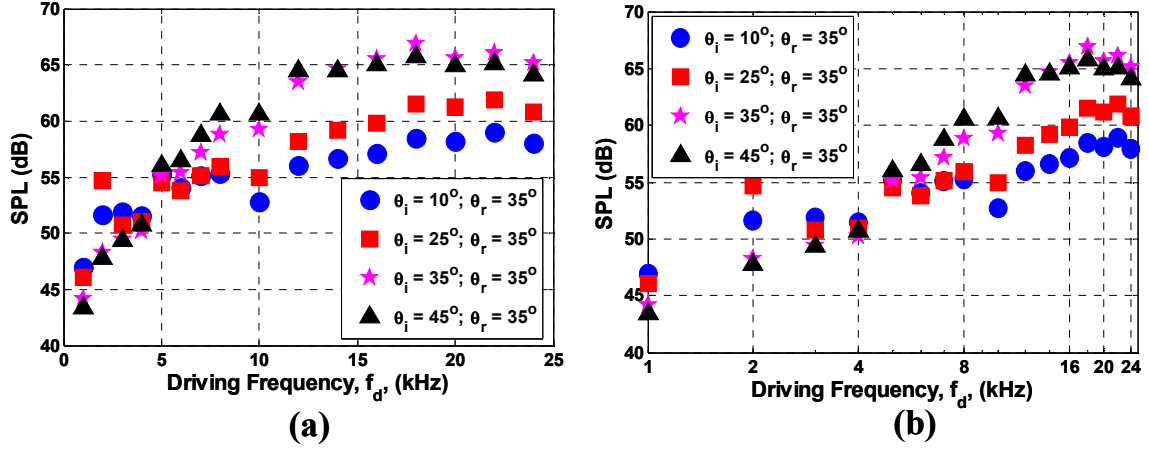 70
65
60
55
50
45
40
SPL (dB)
θi = 10o; θr = 35o
θi = 25o; θr = 35o
θi = 35o; θr = 35o
θi = 45o; θr = 35o
0 5 10 15 20 25
Driving Frequency, fd, (kHz)
(a)
70
65
60
55
50
45
40
SPL (dB)
θi = 10o; θr = 35o
θi = 25o; θr = 35o
θi = 35o; θr = 35o
θi = 45o; θr = 35o
1 2 4 8 16 20 24
Driving Frequency, fd, (kHz)
(b)